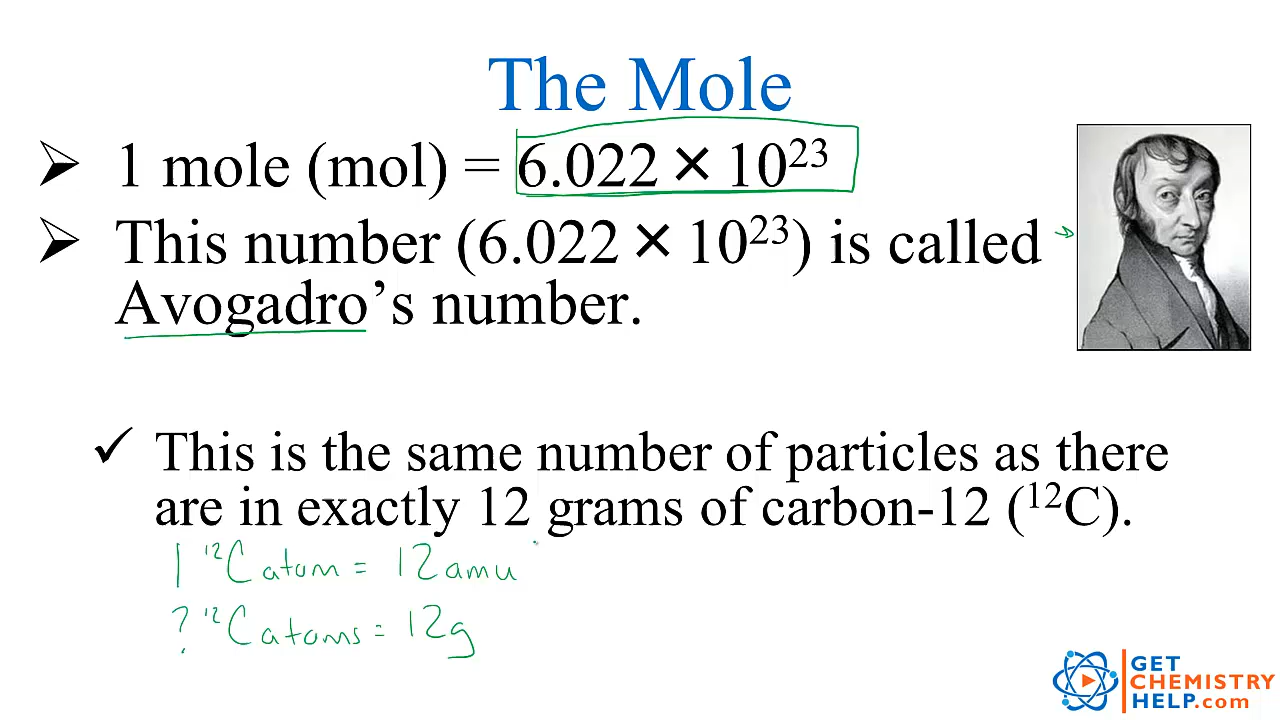 The Mole
➢ 1 mole (mol) = 6.022 × 10²³
➢ This number (6.022 × 10²³) is called
Avogadro's number.
✓ This is the same number of particles as there
are in exactly 12 grams of carbon-12 (¹²C).
1 ¹²C atom = 12 amu
? ¹²C atoms = 12g
GET
CHEMISTRY
HELP.com